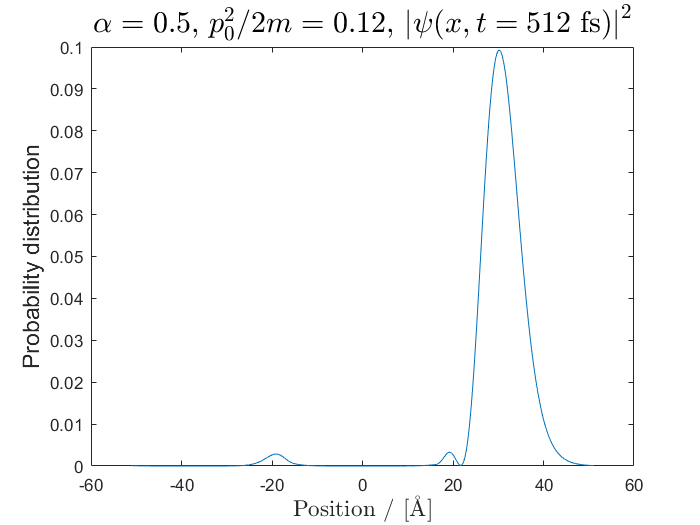 α = 0.5, p₀²/2m = 0.12, |ψ(x, t = 512 fs)|²
0.1
0.09
0.08
0.07
0.06
0.05
0.04
0.03
0.02
0.01
0
Probability distribution
-60 -40 -20 0 20 40 60
Position / [Å]